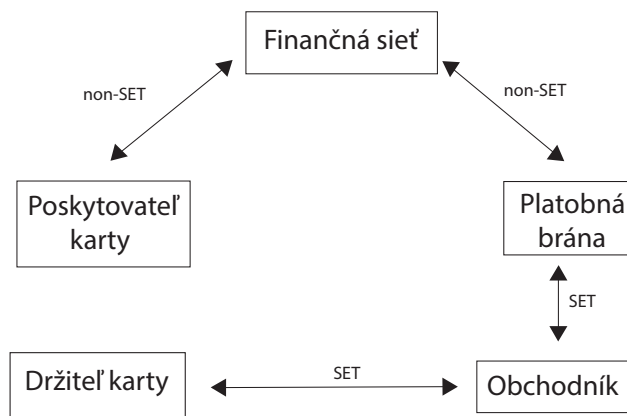 Finančná sieť
non-SET
non-SET
Poskytovateľ
karty
Platobná
brána
SET
Držiteľ karty
SET
Obchodník